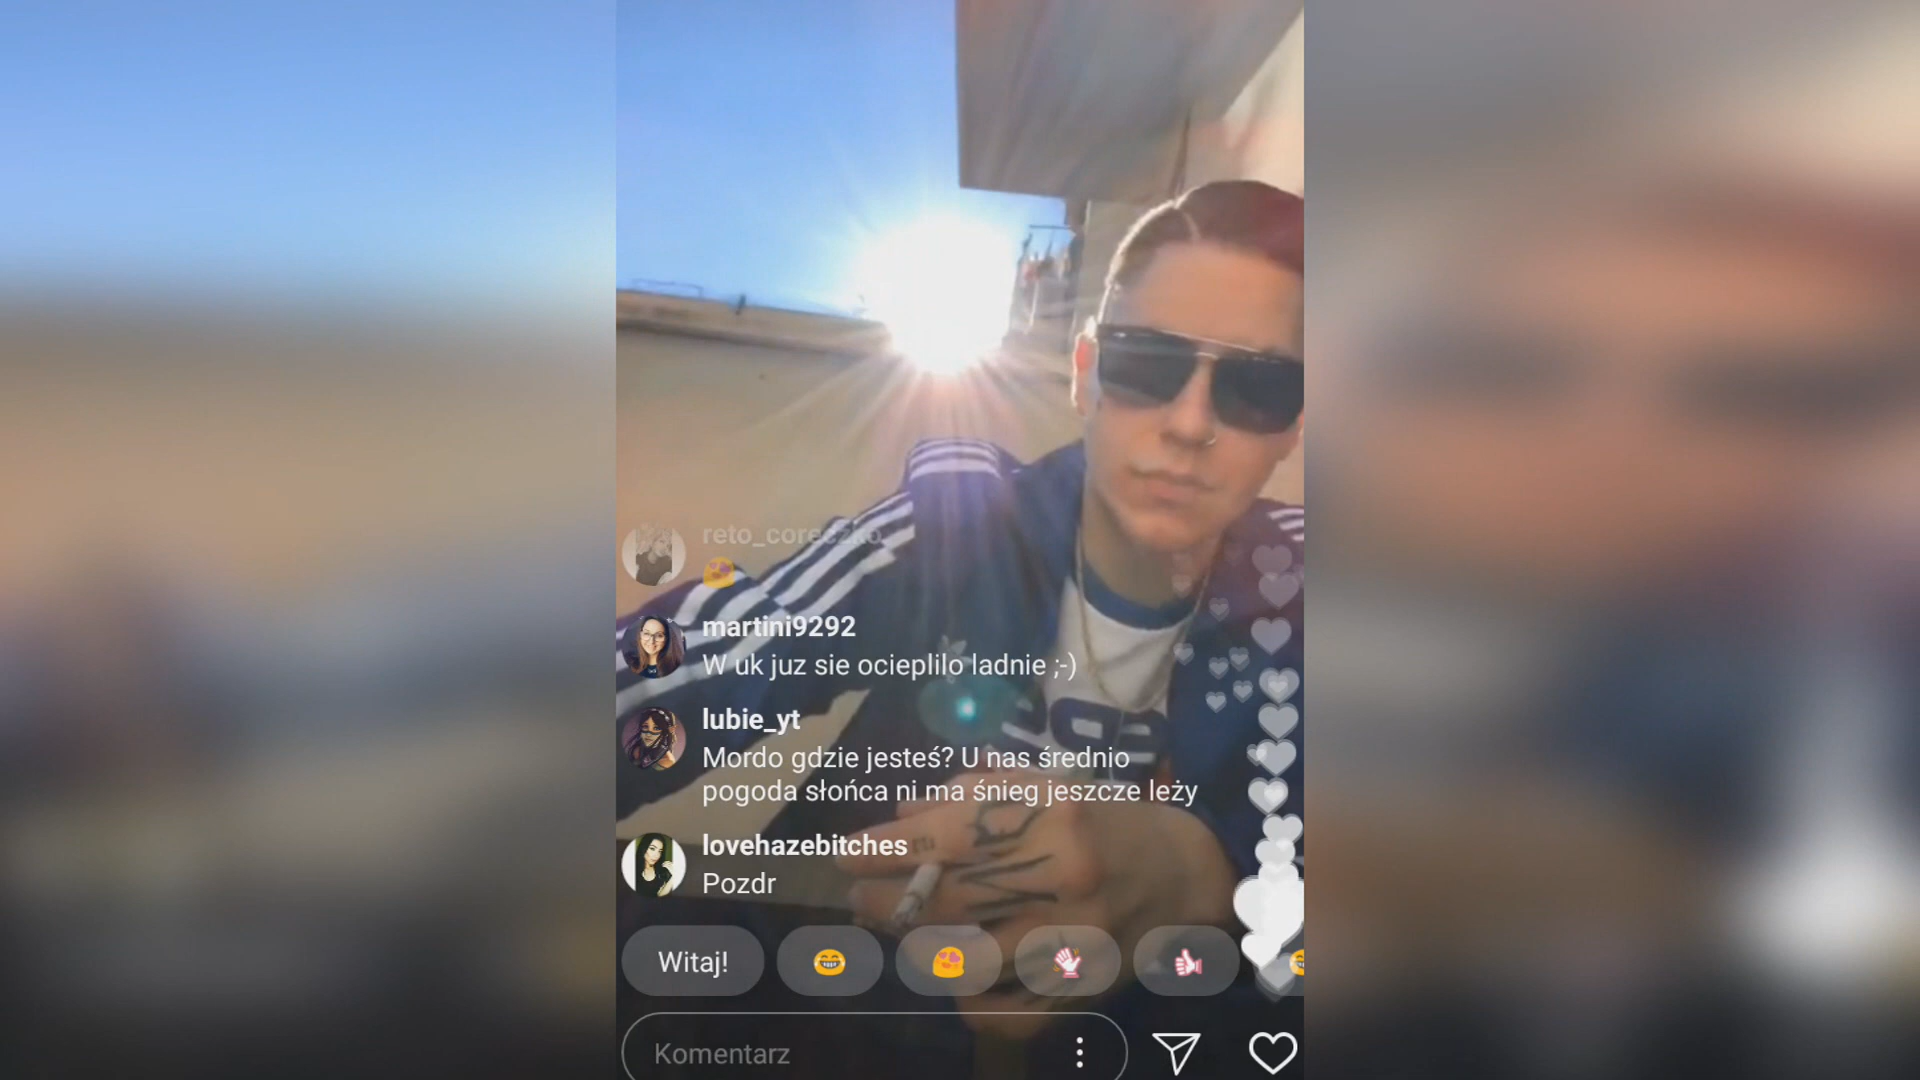 reto_coreczko
martini9292
W uk juz sie ocieplilo ladnie ;-)
lubie_yt
Mordo gdzie jesteś? U nas średnio
pogoda słońca ni ma śnieg jeszcze leży
lovehazebitches
Pozdr
Witaj!
Komentarz